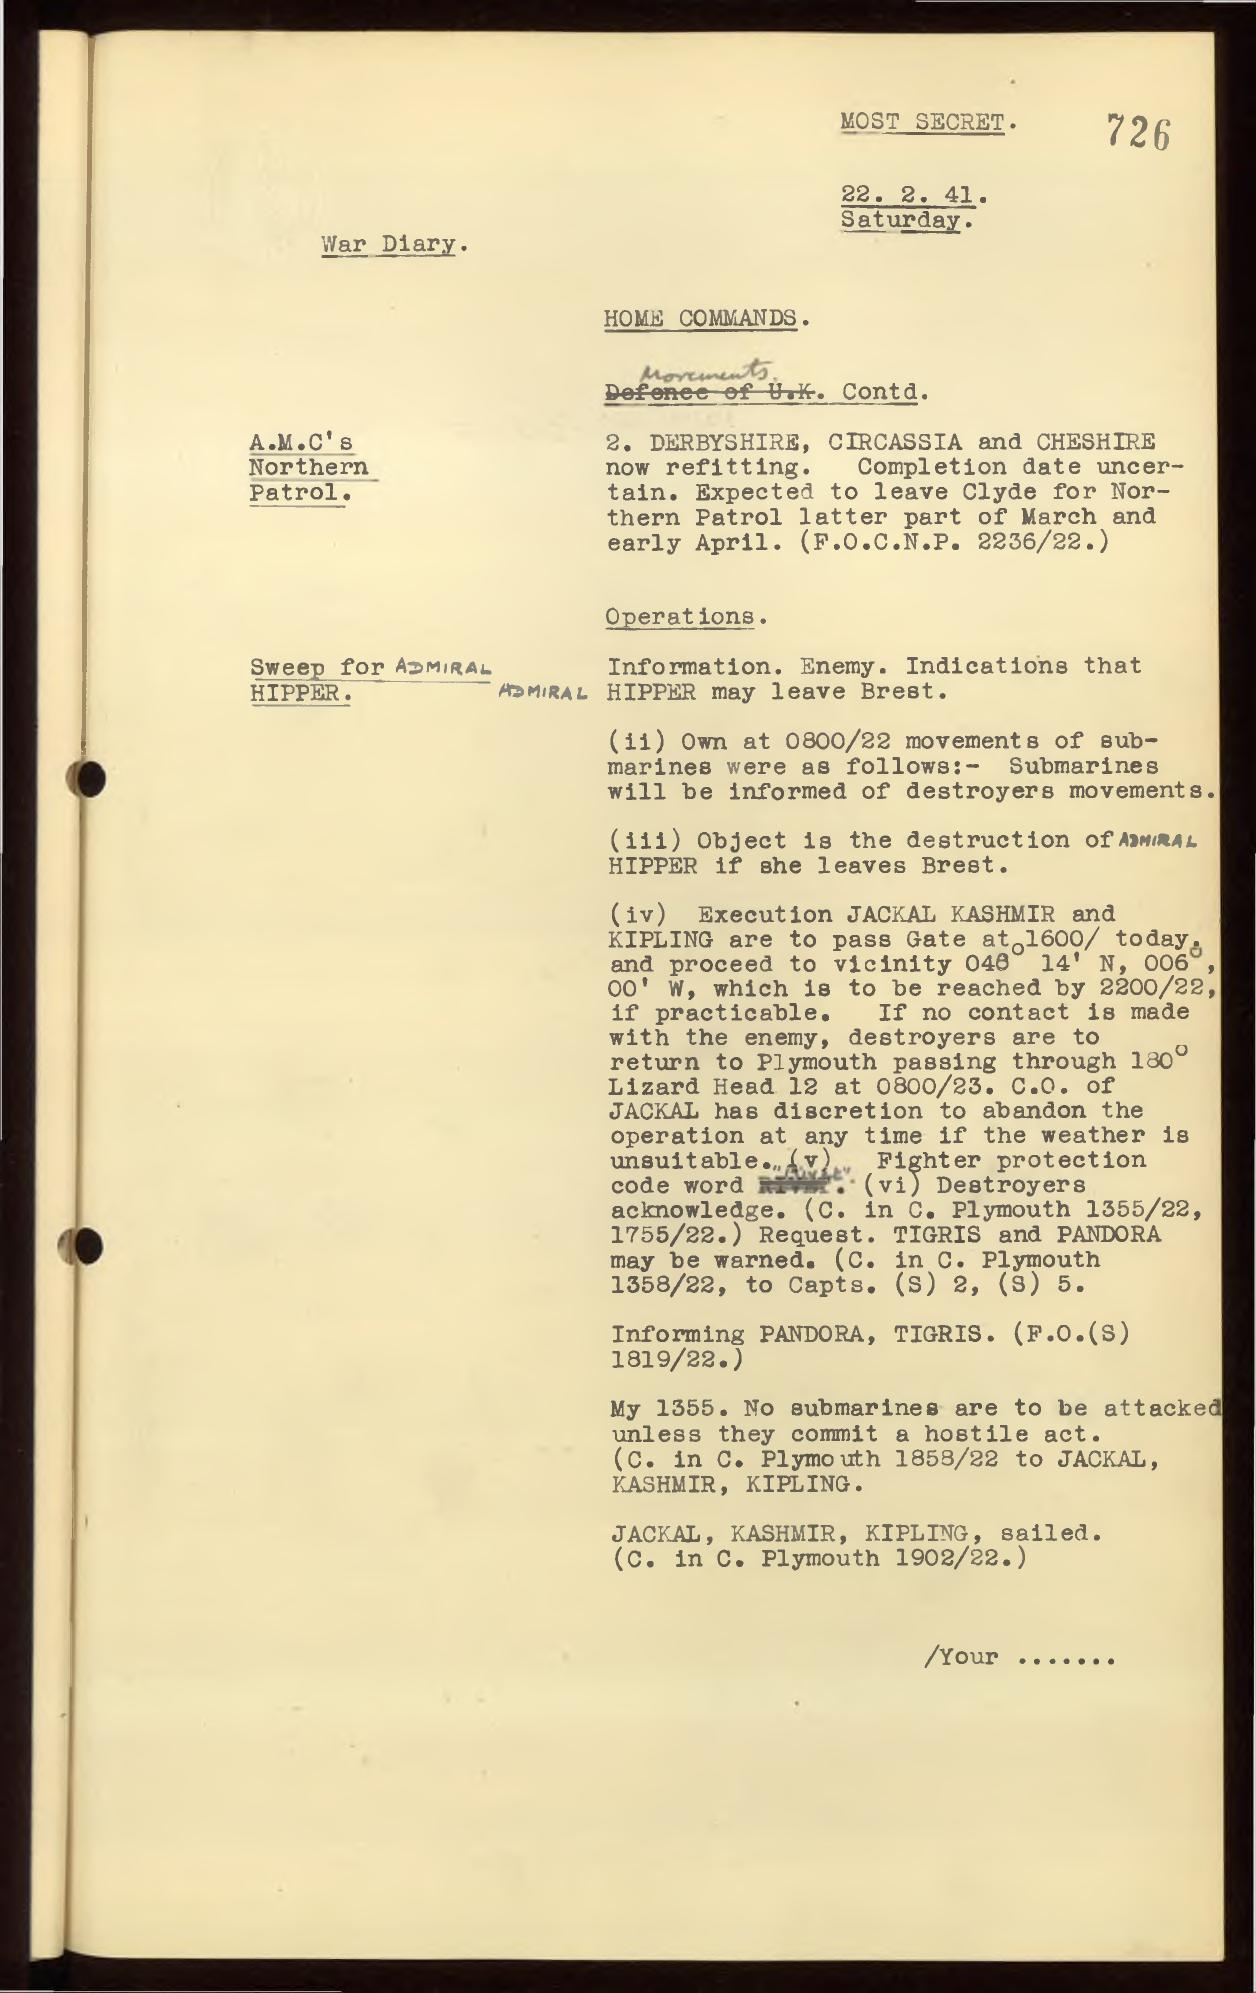 MOST SECRET.
726
22. 2. 41.
Saturday.
War Diary.
HOME COMMANDS.
Movements.
Defence of U.K. Contd.
A.M.C's
Northern
Patrol.
2. DERBYSHIRE, CIRCASSIA and CHESHIRE
now refitting. Completion date uncer-
tain. Expected to leave Clyde for Nor-
thern Patrol latter part of March and
early April. (F.O.C.N.P. 2236/22.)
Operations.
Sweep for ADMIRAL
HIPPER.
Information. Enemy. Indications that
ADMIRAL HIPPER may leave Brest.
(ii) Own at 0800/22 movements of sub-
marines were as follows:- Submarines
will be informed of destroyers movements.
(iii) Object is the destruction of ADMIRAL
HIPPER if she leaves Brest.
(iv) Execution JACKAL KASHMIR and
KIPLING are to pass Gate at 1600/ today.
and proceed to vicinity 048° 14' N, 006°,
00' W, which is to be reached by 2200/22,
if practicable. If no contact is made
with the enemy, destroyers are to
return to Plymouth passing through 180°
Lizard Head 12 at 0800/23. C.O. of
JACKAL has discretion to abandon the
operation at any time if the weather is
unsuitable. (v) Fighter protection
code word . (vi) Destroyers
acknowledge. (C. in C. Plymouth 1355/22,
1755/22.) Request. TIGRIS and PANDORA
may be warned. (C. in C. Plymouth
1358/22, to Capts. (S) 2, (S) 5.
Informing PANDORA, TIGRIS. (F.O.(S)
1819/22.)
My 1355. No submarines are to be attacked
unless they commit a hostile act.
(C. in C. Plymouth 1858/22 to JACKAL,
KASHMIR, KIPLING.
JACKAL, KASHMIR, KIPLING, sailed.
(C. in C. Plymouth 1902/22.)
/Your .......